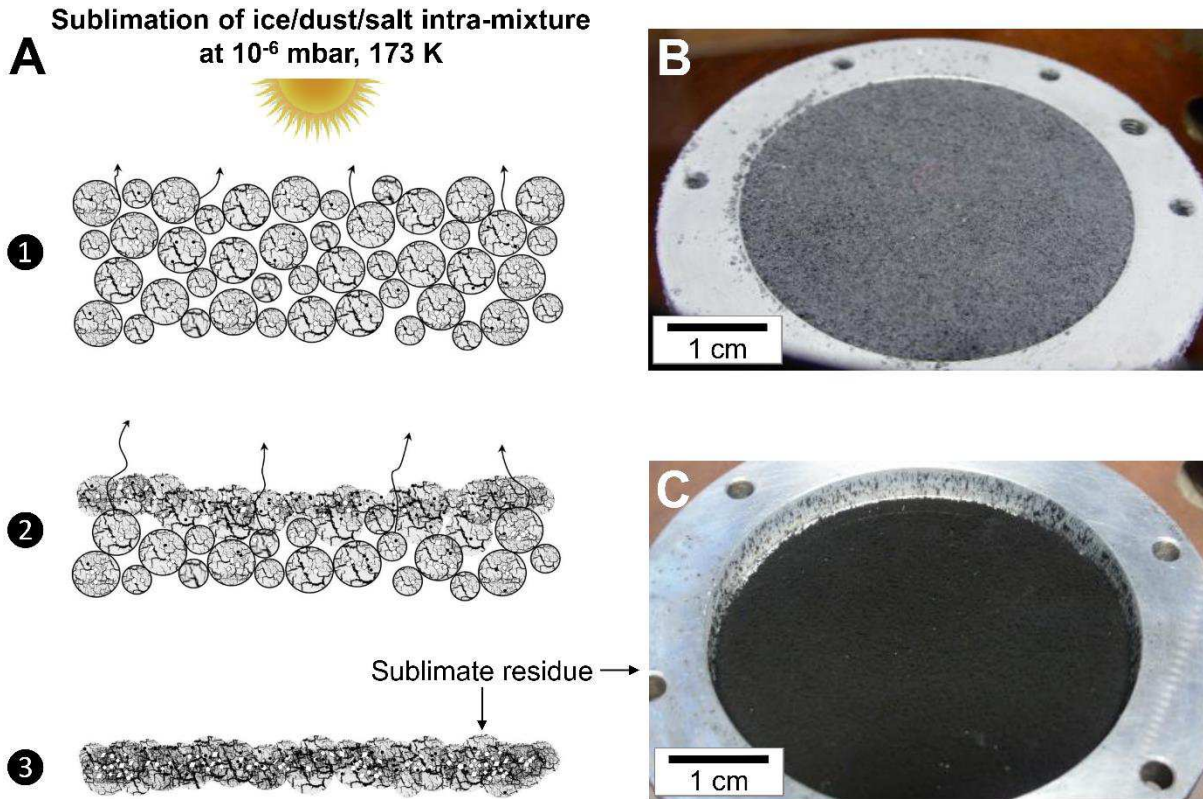 Sublimation of ice/dust/salt intra-mixture
at 10⁻⁶ mbar, 173 K
A
1
2
Sublimate residue
3
B
1 cm
C
1 cm